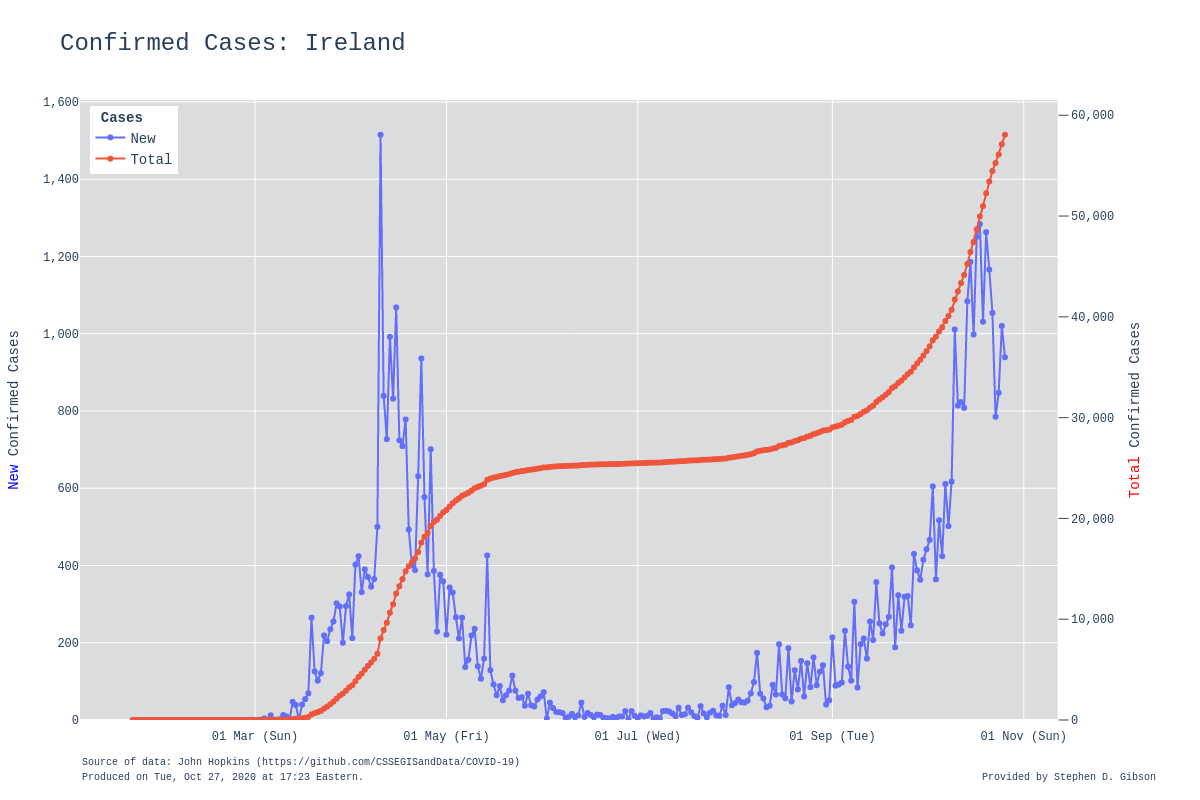 Confirmed Cases: Ireland
Cases
New
Total
1,600
1,400
1,200
1,000
800
600
400
200
0
New Confirmed Cases
60,000
50,000
40,000
30,000
20,000
10,000
0
Total Confirmed Cases
01 Mar (Sun)
01 May (Fri)
01 Jul (Wed)
01 Sep (Tue)
01 Nov (Sun)
Source of data: John Hopkins (https://github.com/CSSEGISandData/COVID-19)
Produced on Tue, Oct 27, 2020 at 17:23 Eastern.
Provided by Stephen D. Gibson